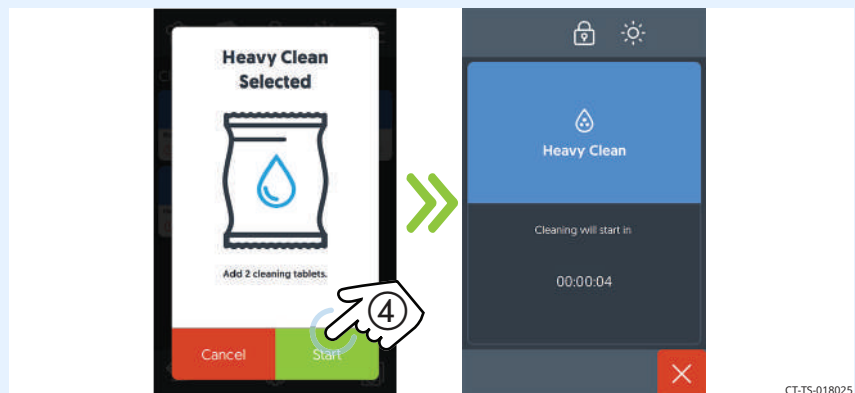 Heavy Clean
Selected
Add 2 cleaning tablets.
Cancel
Start
4
Heavy Clean
Cleaning will start in
00:00:04
CT-TS-018025